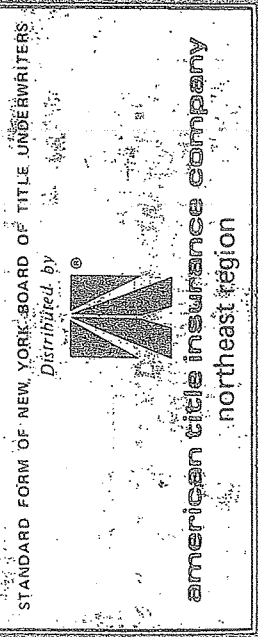 STANDARD FORM OF NEW YORK BOARD OF TITLE UNDERWRITERS
Distributed by
®
american title insurance company
northeast region